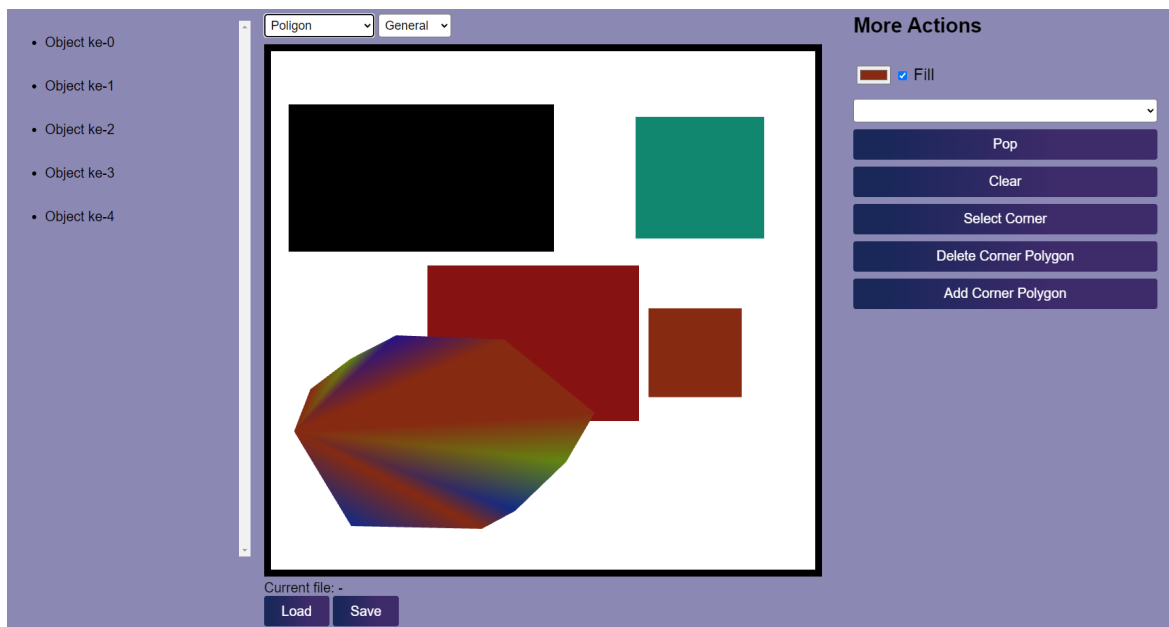 Object ke-0
Object ke-1
Object ke-2
Object ke-3
Object ke-4
Poligon General
Current file: -
Load Save
More Actions
Fill
Pop
Clear
Select Corner
Delete Corner Polygon
Add Corner Polygon